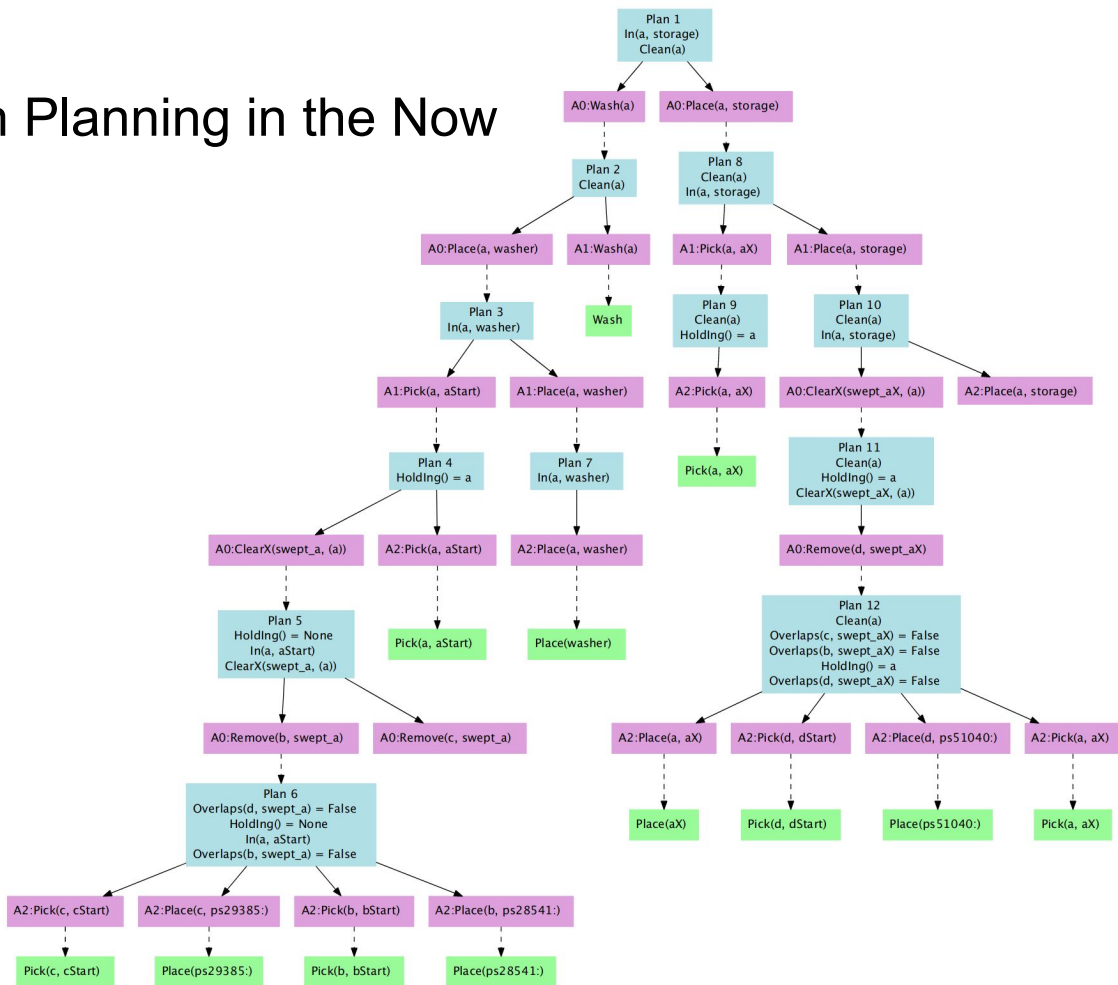 Plan 1
In(a, storage)
Clean(a)
n Planning in the Now
A0:Wash(a)
A0:Place(a, storage)
Plan 2
Clean(a)
Plan 8
Clean(a)
In(a, storage)
A0:Place(a, washer)
A1:Wash(a)
A1:Pick(a, aX)
A1:Place(a, storage)
Plan 3
In(a, washer)
Wash
Plan 9
Clean(a)
HoldIng() = a
Plan 10
Clean(a)
In(a, storage)
A1:Pick(a, aStart)
A1:Place(a, washer)
A2:Pick(a, aX)
A0:ClearX(swept_aX, (a))
A2:Place(a, storage)
Plan 4
HoldIng() = a
Plan 7
In(a, washer)
Pick(a, aX)
Plan 11
Clean(a)
HoldIng() = a
ClearX(swept_aX, (a))
A0:ClearX(swept_a, (a))
A2:Pick(a, aStart)
A2:Place(a, washer)
A0:Remove(d, swept_aX)
Plan 5
HoldIng() = None
In(a, aStart)
ClearX(swept_a, (a))
Pick(a, aStart)
Place(washer)
Plan 12
Clean(a)
Overlaps(c, swept_aX) = False
Overlaps(b, swept_aX) = False
HoldIng() = a
Overlaps(d, swept_aX) = False
A0:Remove(b, swept_a)
A0:Remove(c, swept_a)
A2:Place(a, aX)
A2:Pick(d, dStart)
A2:Place(d, ps51040:)
A2:Pick(a, aX)
Plan 6
Overlaps(d, swept_a) = False
HoldIng() = None
In(a, aStart)
Overlaps(b, swept_a) = False
Place(aX)
Pick(d, dStart)
Place(ps51040:)
Pick(a, aX)
A2:Pick(c, cStart)
A2:Place(c, ps29385:)
A2:Pick(b, bStart)
A2:Place(b, ps28541:)
Pick(c, cStart)
Place(ps29385:)
Pick(b, bStart)
Place(ps28541:)